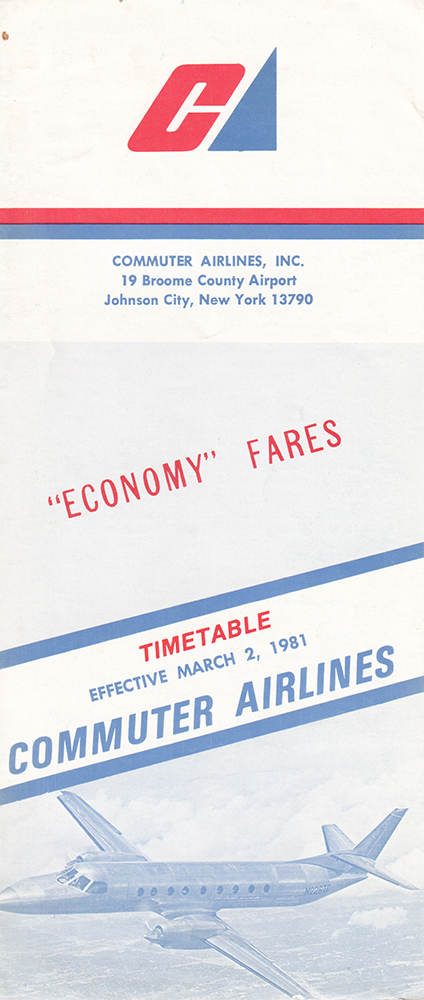 CA
COMMUTER AIRLINES, INC.
19 Broome County Airport
Johnson City, New York 13790
"ECONOMY" FARES
TIMETABLE
EFFECTIVE MARCH 2, 1981
COMMUTER AIRLINES